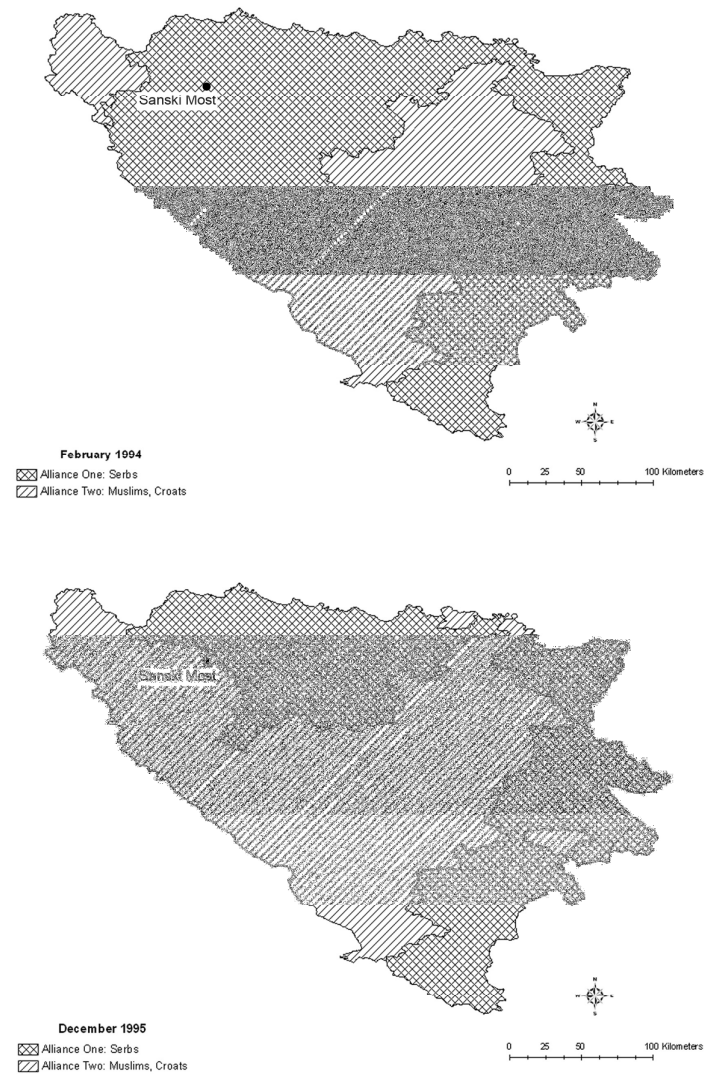 Sanski Most
N
W E
S
February 1994
Alliance One: Serbs
Alliance Two: Muslims, Croats
0 25 50 100 Kilometers
Sanski Most
N
S
December 1995
Alliance One: Serbs
Alliance Two: Muslims, Croats
0 25 50 100 Kilometers